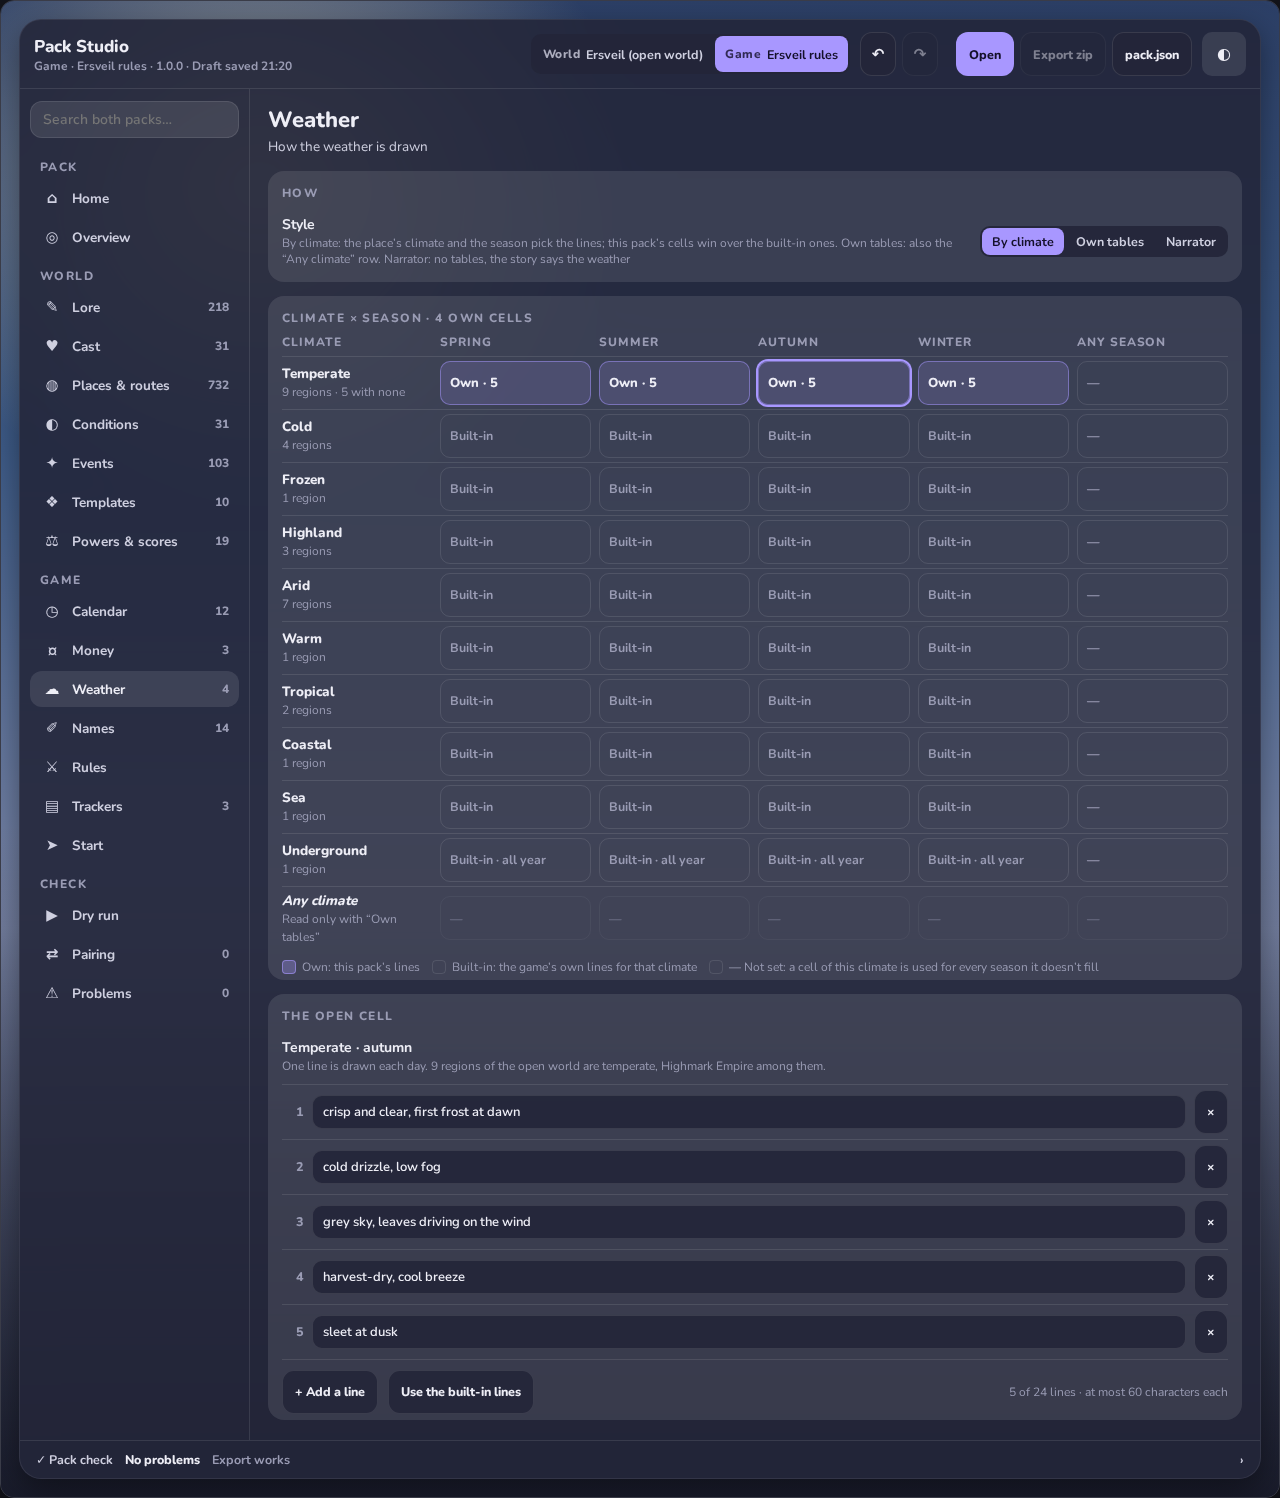 Pack Studio
Game · Ersveil rules · 1.0.0 · Draft saved 21:20
World Ersveil (open world)
Game Ersveil rules
↶
↷
Open
Export zip
pack.json
Search both packs...
PACK
Home
Overview
WORLD
Lore 218
Cast 31
Places & routes 732
Conditions 31
Events 103
Templates 10
Powers & scores 19
GAME
Calendar 12
Money 3
Weather 4
Names 14
Rules
Trackers 3
Start
CHECK
Dry run
Pairing 0
Problems 0
Weather
How the weather is drawn
HOW
Style
By climate: the place's climate and the season pick the lines; this pack's cells win over the built-in ones. Own tables: also the
“Any climate” row. Narrator: no tables, the story says the weather
By climate
Own tables
Narrator
CLIMATE × SEASON · 4 OWN CELLS
CLIMATE SPRING SUMMER AUTUMN WINTER ANY SEASON
Temperate
9 regions · 5 with none
Own · 5 Own · 5 Own · 5 Own · 5 —
Cold
4 regions
Built-in Built-in Built-in Built-in —
Frozen
1 region
Built-in Built-in Built-in Built-in —
Highland
3 regions
Built-in Built-in Built-in Built-in —
Arid
7 regions
Built-in Built-in Built-in Built-in —
Warm
1 region
Built-in Built-in Built-in Built-in —
Tropical
2 regions
Built-in Built-in Built-in Built-in —
Coastal
1 region
Built-in Built-in Built-in Built-in —
Sea
1 region
Built-in Built-in Built-in Built-in —
Underground
1 region
Built-in · all year Built-in · all year Built-in · all year Built-in · all year —
Any climate
Read only with “Own
tables”
— — — — —
Own: this pack's lines
Built-in: the game's own lines for that climate
— Not set: a cell of this climate is used for every season it doesn't fill
THE OPEN CELL
Temperate · autumn
One line is drawn each day. 9 regions of the open world are temperate, Highmark Empire among them.
1 crisp and clear, first frost at dawn ×
2 cold drizzle, low fog ×
3 grey sky, leaves driving on the wind ×
4 harvest-dry, cool breeze ×
5 sleet at dusk ×
+ Add a line
Use the built-in lines
5 of 24 lines · at most 60 characters each
✓ Pack check No problems Export works ›